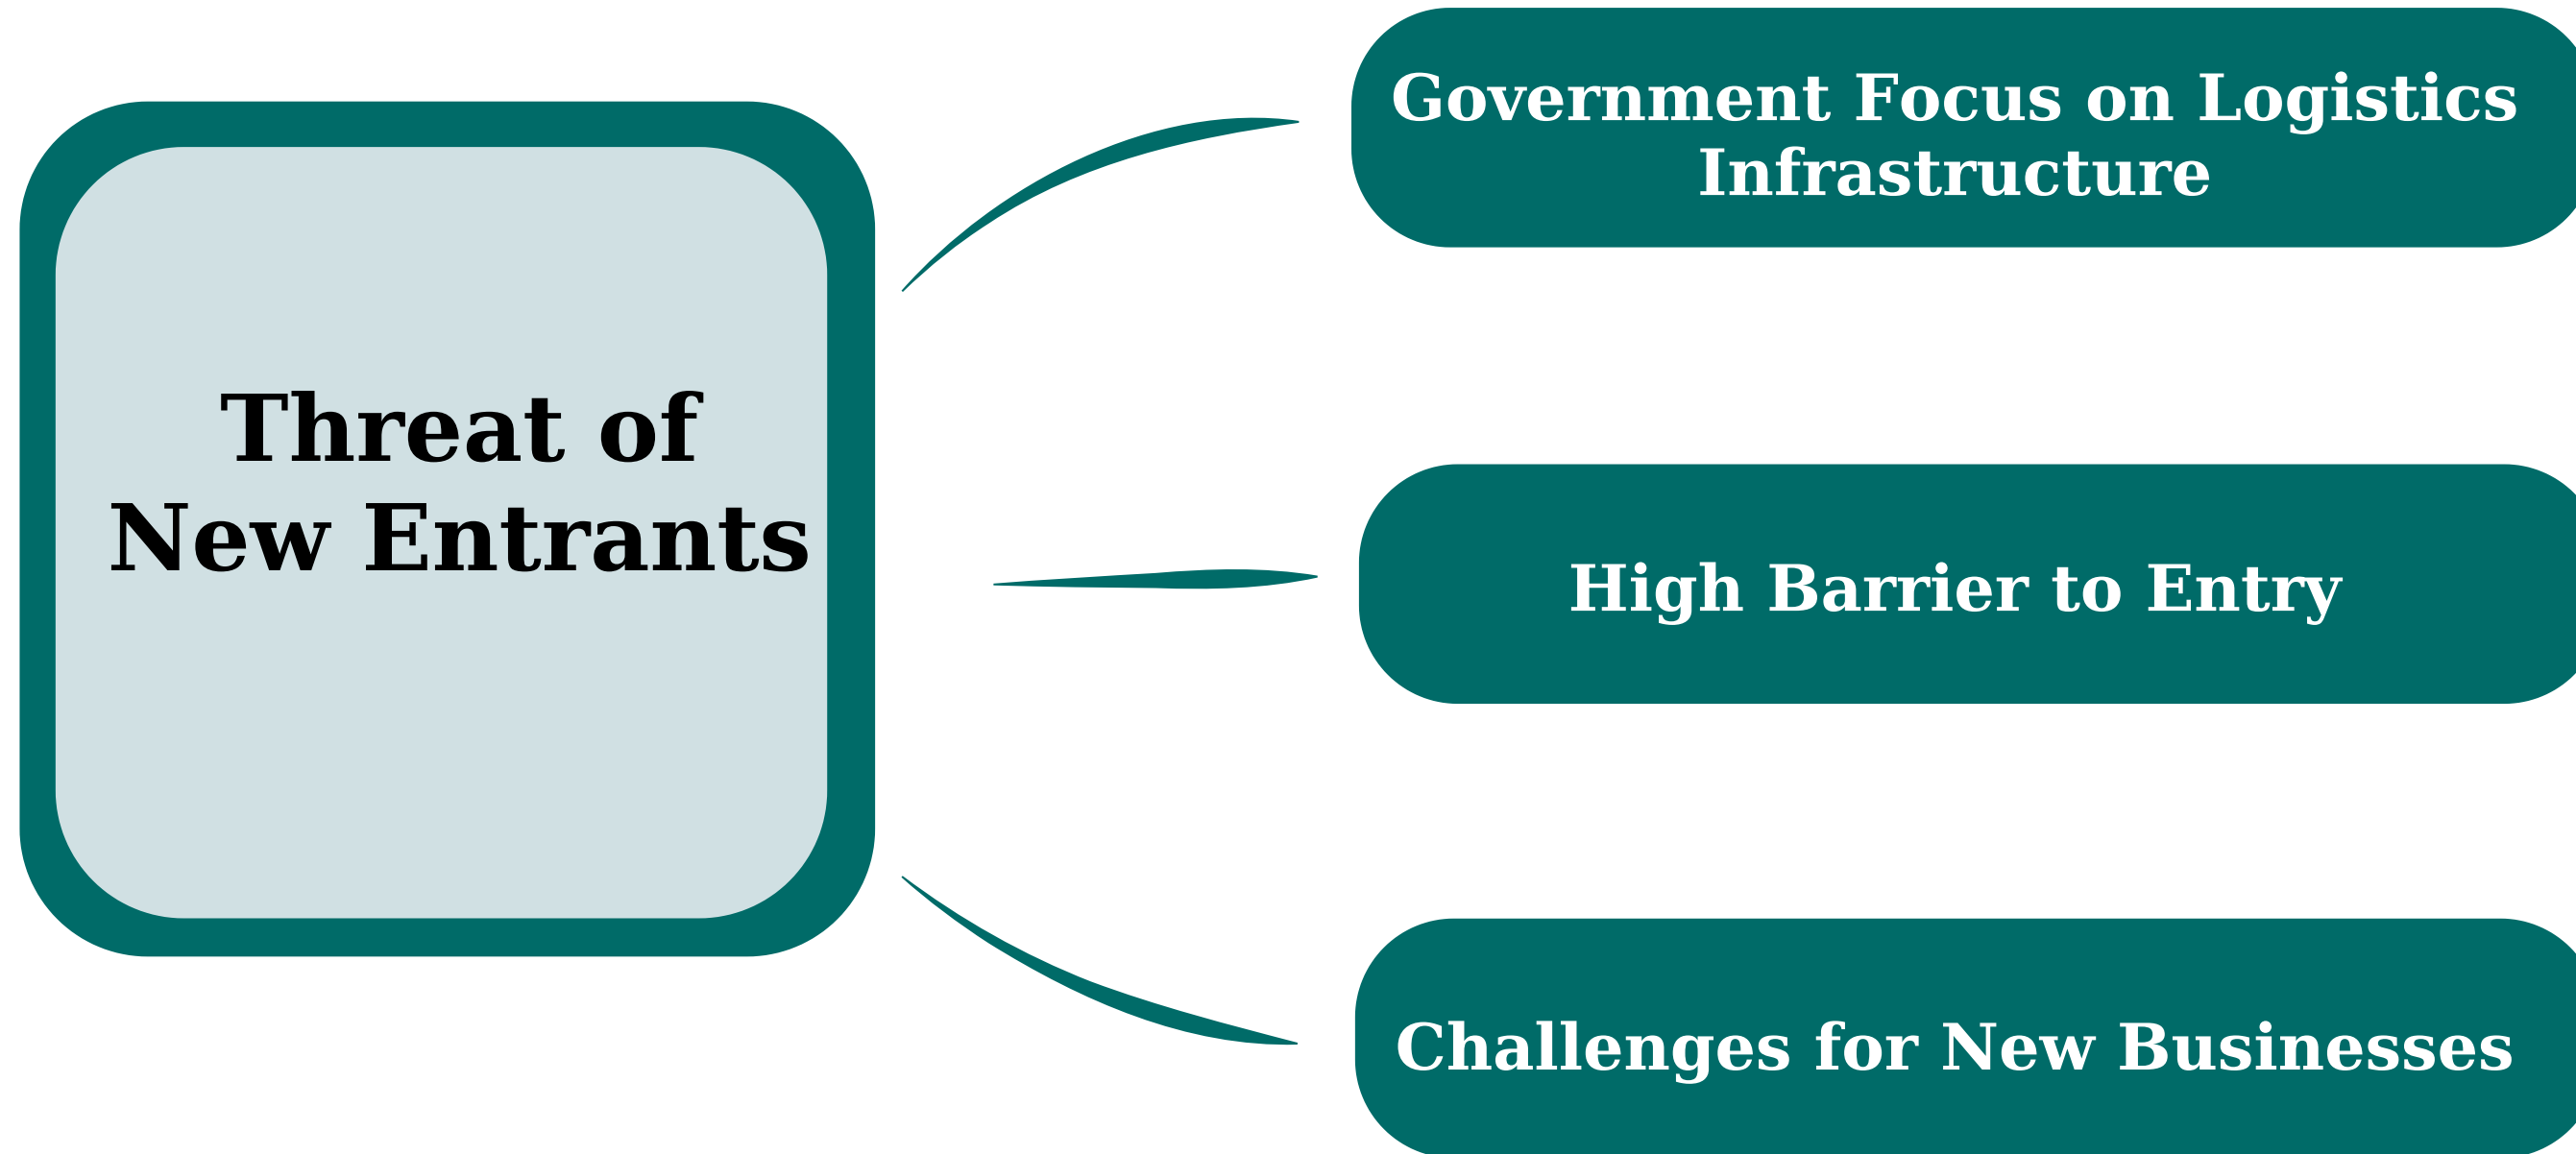 Threat of
New Entrants
Government Focus on Logistics
Infrastructure
High Barrier to Entry
Challenges for New Businesses